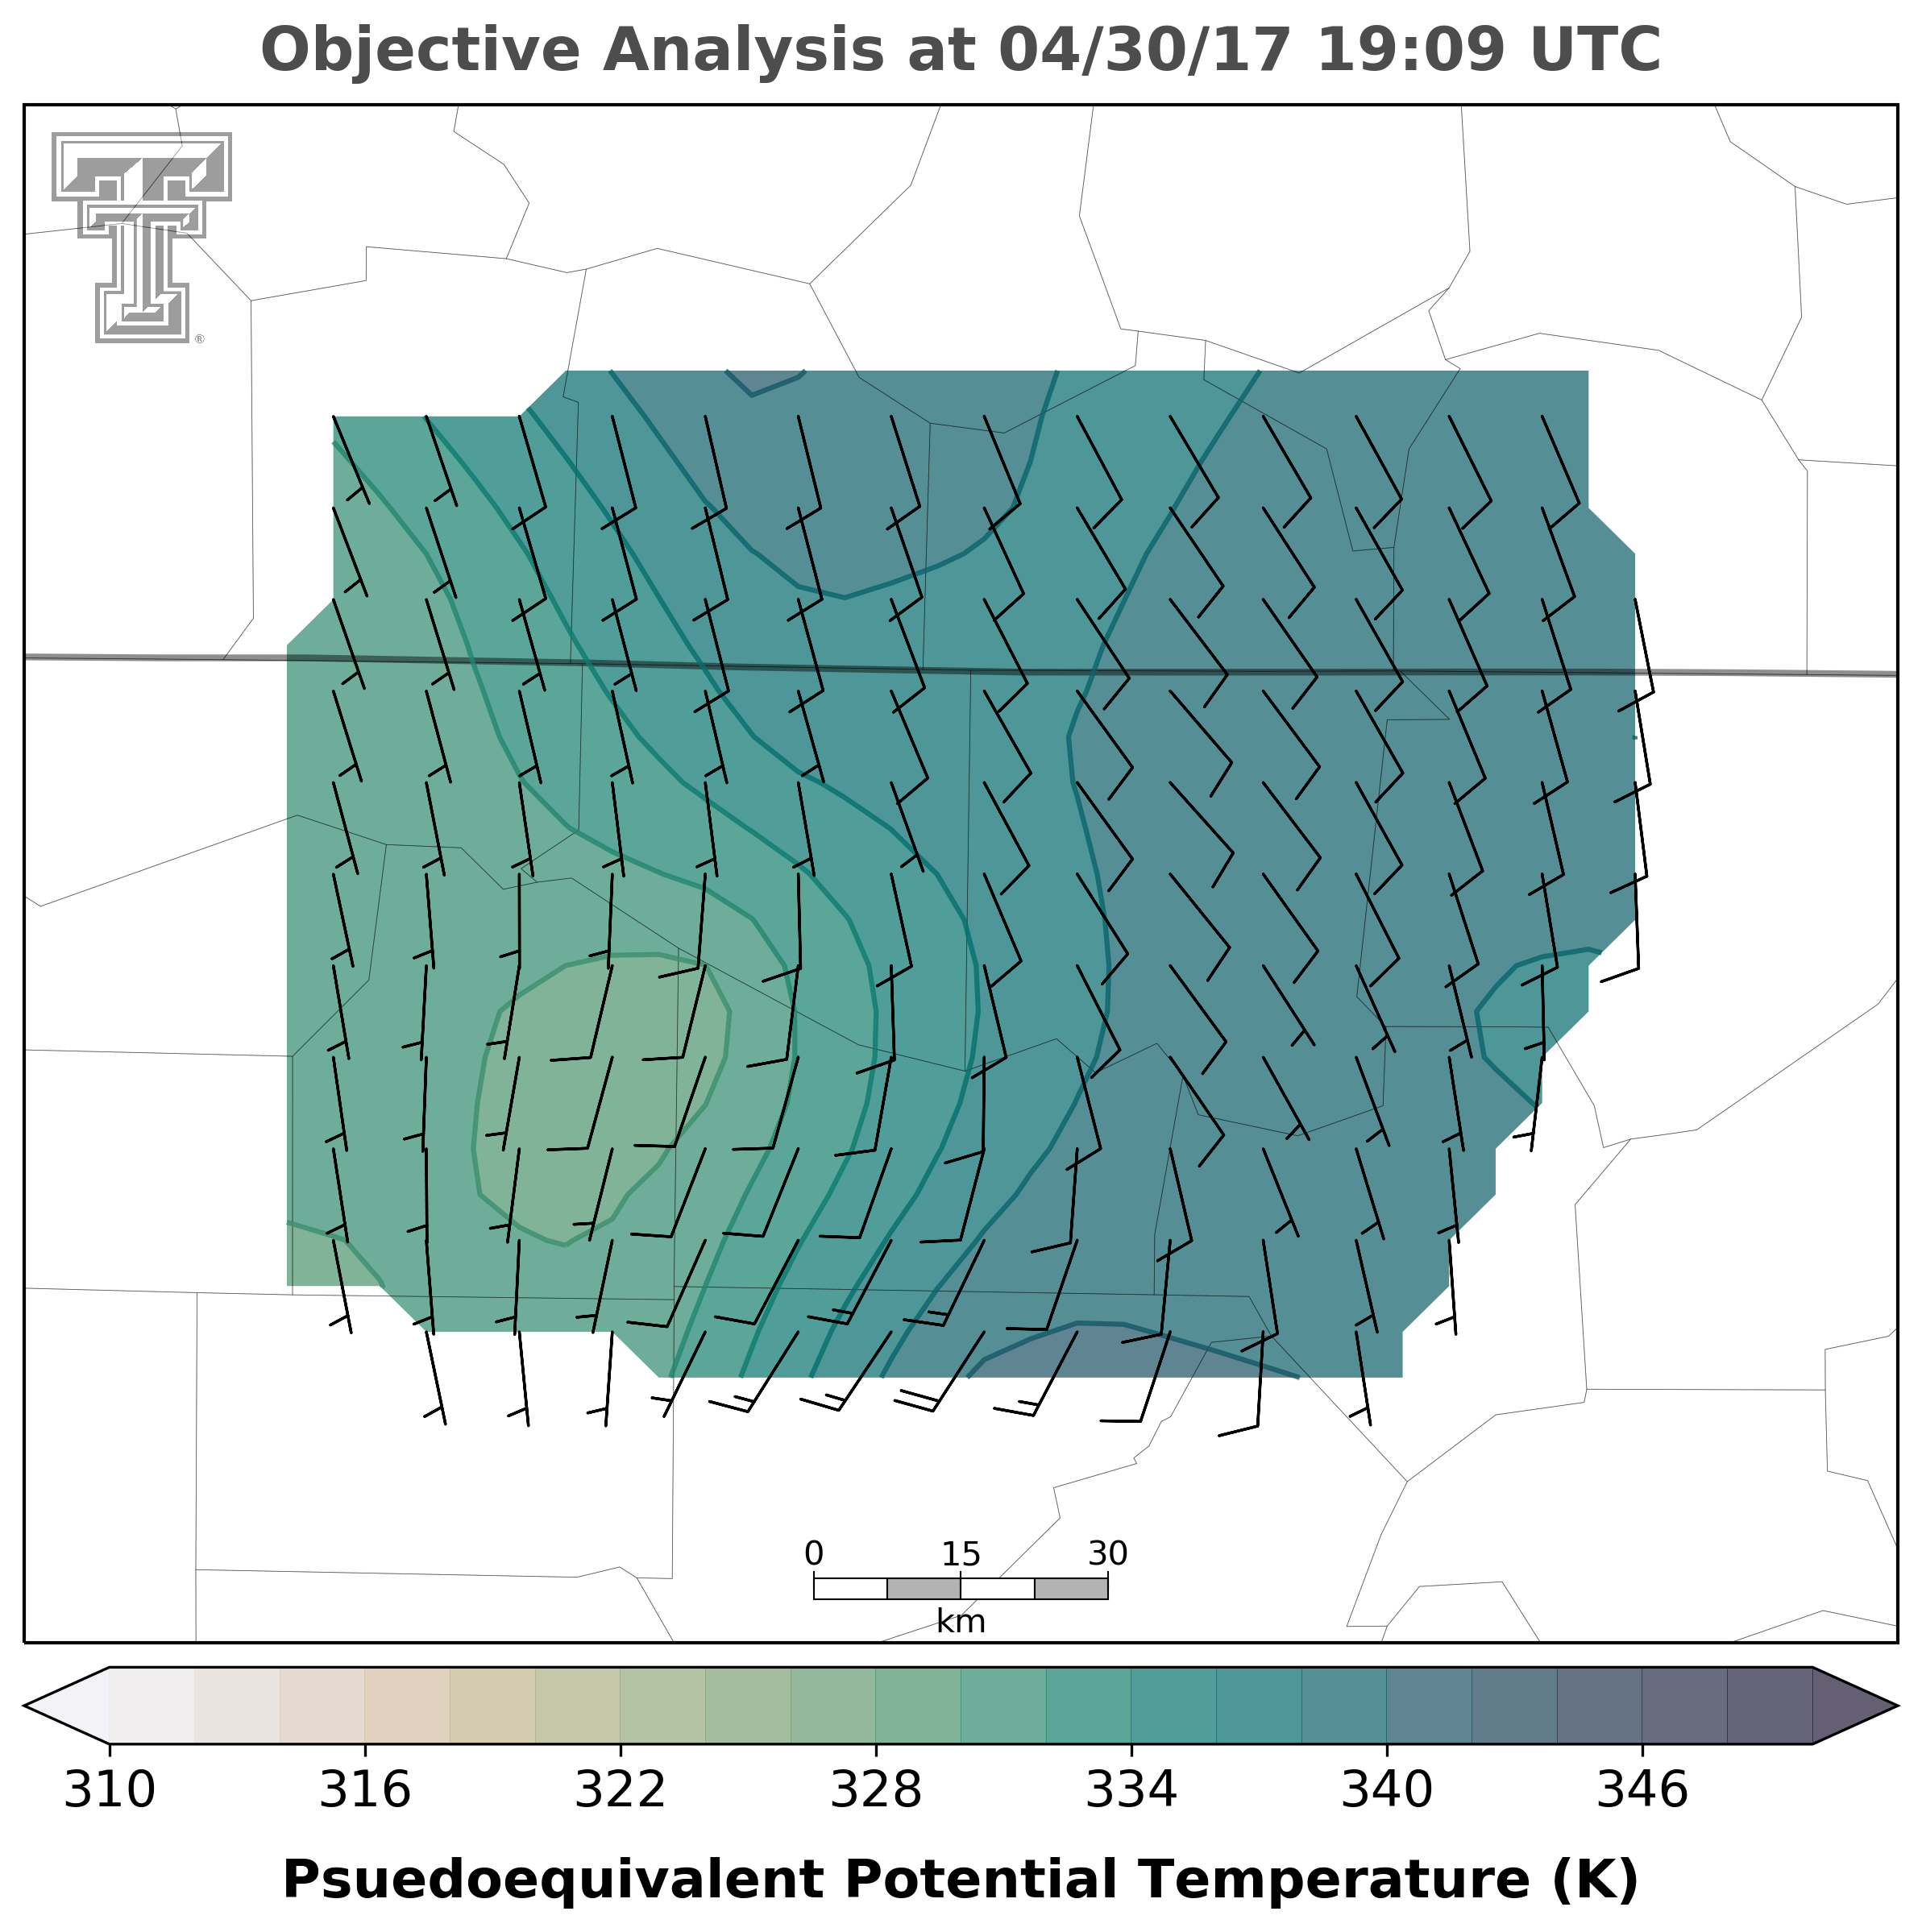 Objective Analysis at 04/30/17 19:09 UTC
®
0 15 30
km
310 316 322 328 334 340 346
Psuedoequivalent Potential Temperature (K)